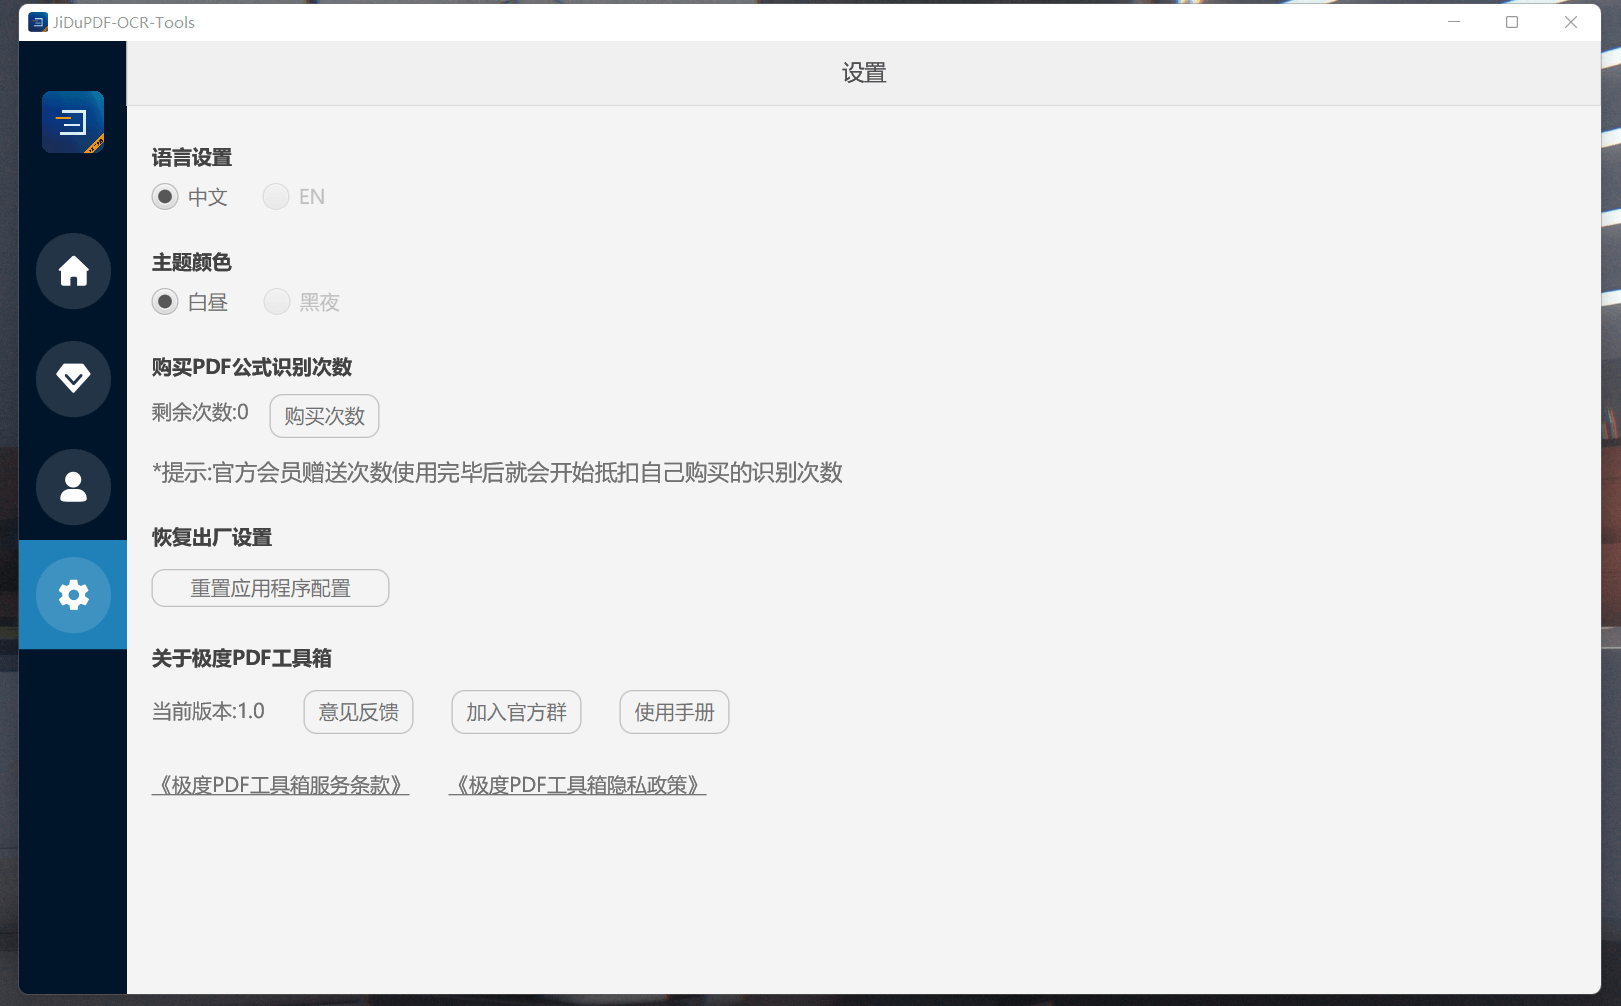 JiDuPDF-OCR-Tools
设置
语言设置
中文 EN
主题颜色
白昼 黑夜
购买PDF公式识别次数
剩余次数:0 购买次数
*提示:官方会员赠送次数使用完毕后就会开始抵扣自己购买的识别次数
恢复出厂设置
重置应用程序配置
关于极度PDF工具箱
当前版本:1.0 意见反馈 加入官方群 使用手册
《极度PDF工具箱服务条款》 《极度PDF工具箱隐私政策》